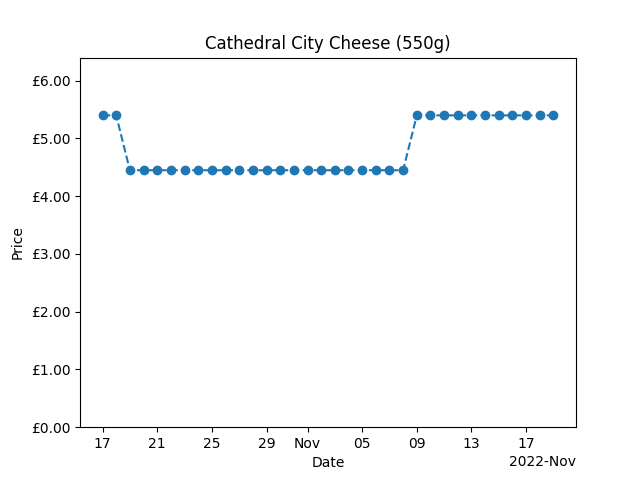 Cathedral City Cheese (550g)
£6.00
£5.00
£4.00
£3.00
£2.00
£1.00
£0.00
Price
17 21 25 29 Nov 05 09 13 17
Date
2022-Nov